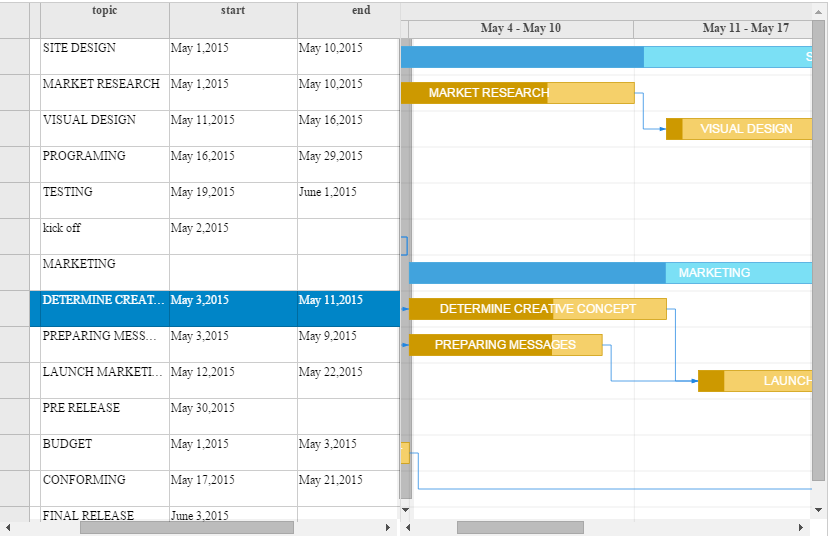 topic start end
SITE DESIGN May 1,2015 May 10,2015
MARKET RESEARCH May 1,2015 May 10,2015
VISUAL DESIGN May 11,2015 May 16,2015
PROGRAMING May 16,2015 May 29,2015
TESTING May 19,2015 June 1,2015
kick off May 2,2015
MARKETING
DETERMINE CREAT... May 3,2015 May 11,2015
PREPARING MESS... May 3,2015 May 9,2015
LAUNCH MARKETI... May 12,2015 May 22,2015
PRE RELEASE May 30,2015
BUDGET May 1,2015 May 3,2015
CONFORMING May 17,2015 May 21,2015
FINAL RELEASE June 3,2015
May 4 - May 10 May 11 - May 17
S
MARKET RESEARCH
VISUAL DESIGN
MARKETING
DETERMINE CREATIVE CONCEPT
PREPARING MESSAGES
LAUNCH